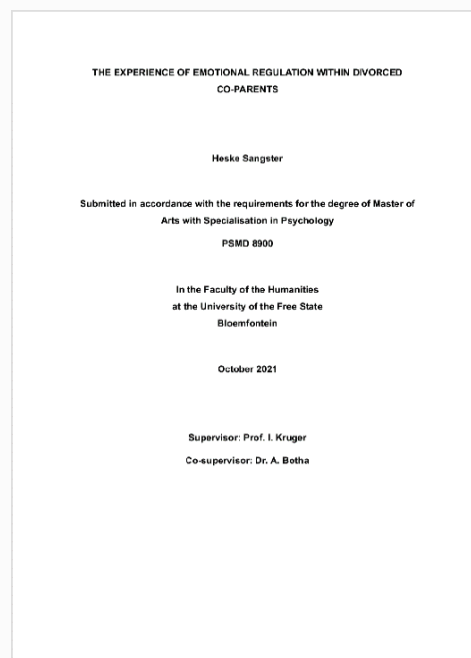 THE EXPERIENCE OF EMOTIONAL REGULATION WITHIN DIVORCED
CO-PARENTS
Heske Sangster
Submitted in accordance with the requirements for the degree of Master of
Arts with Specialisation in Psychology
PSMD 8900
In the Faculty of the Humanities
at the University of the Free State
Bloemfontein
October 2021
Supervisor: Prof. I. Kruger
Co-supervisor: Dr. A. Botha